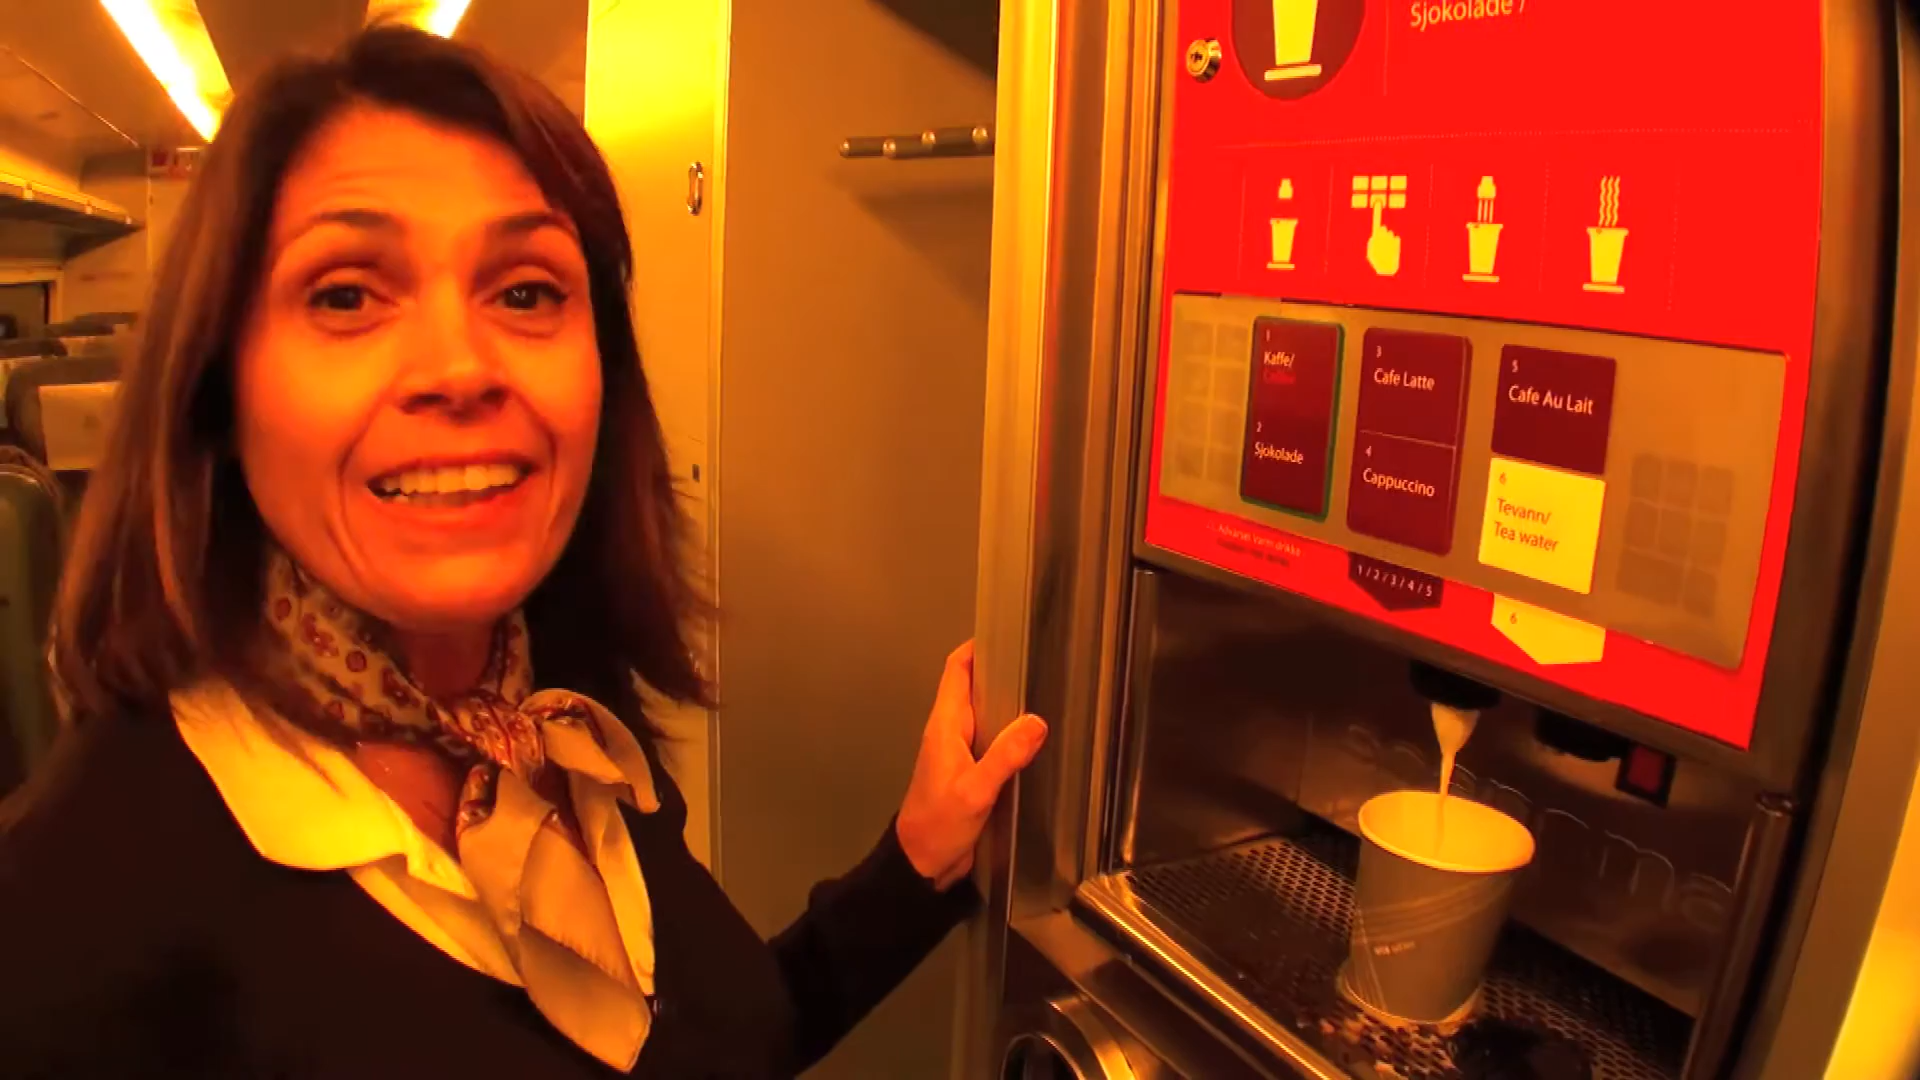 Sjokolade /
1
Kaffe/
Coffee
2
Sjokolade
3
Cafe Latte
4
Cappuccino
5
Cafe Au Lait
6
Tevann/
Tea water
1 / 2 / 3 / 4 / 5
6